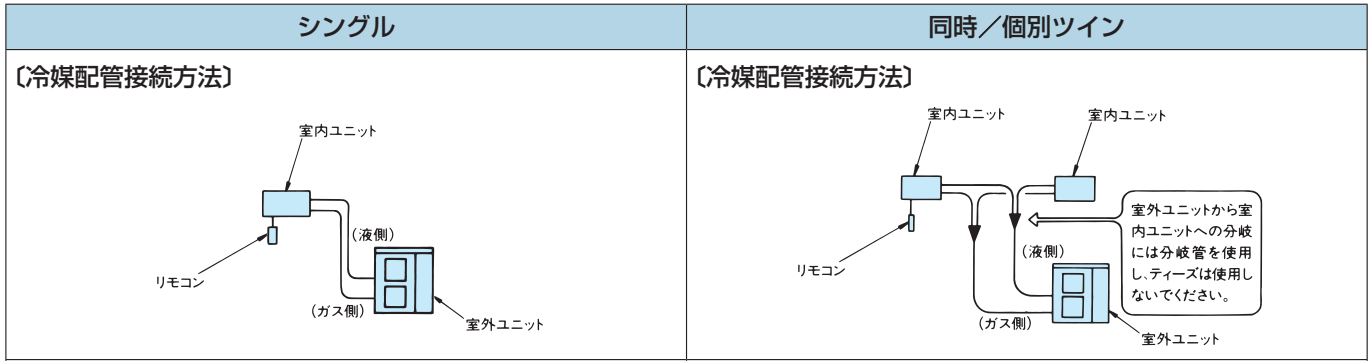 シングル
〔冷媒配管接続方法〕
室内ユニット
（液側）
リモコン
（ガス側）
室外ユニット
同時／個別ツイン
〔冷媒配管接続方法〕
室内ユニット
室内ユニット
室外ユニットから室
内ユニットへの分岐
には分岐管を使用
し、ティーズは使用し
ないでください。
（液側）
リモコン
（ガス側）
室外ユニット